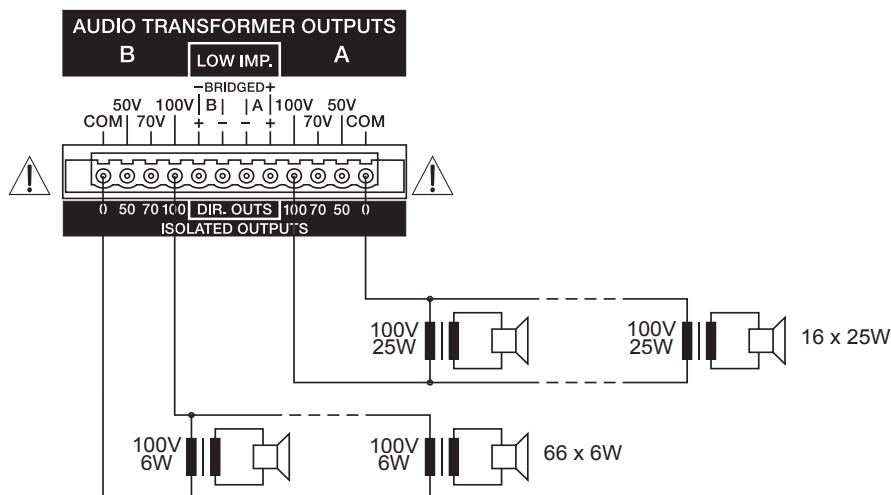 AUDIO TRANSFORMER OUTPUTS
B LOW IMP. A
–BRIDGED+
50V 100V B A 100V 50V
COM 70V + – – + 70V COM
0 50 70 100 DIR. OUTS 100 70 50 0
ISOLATED OUTPUTS
100V
25W
100V
25W
16 x 25W
100V
6W
100V
6W
66 x 6W